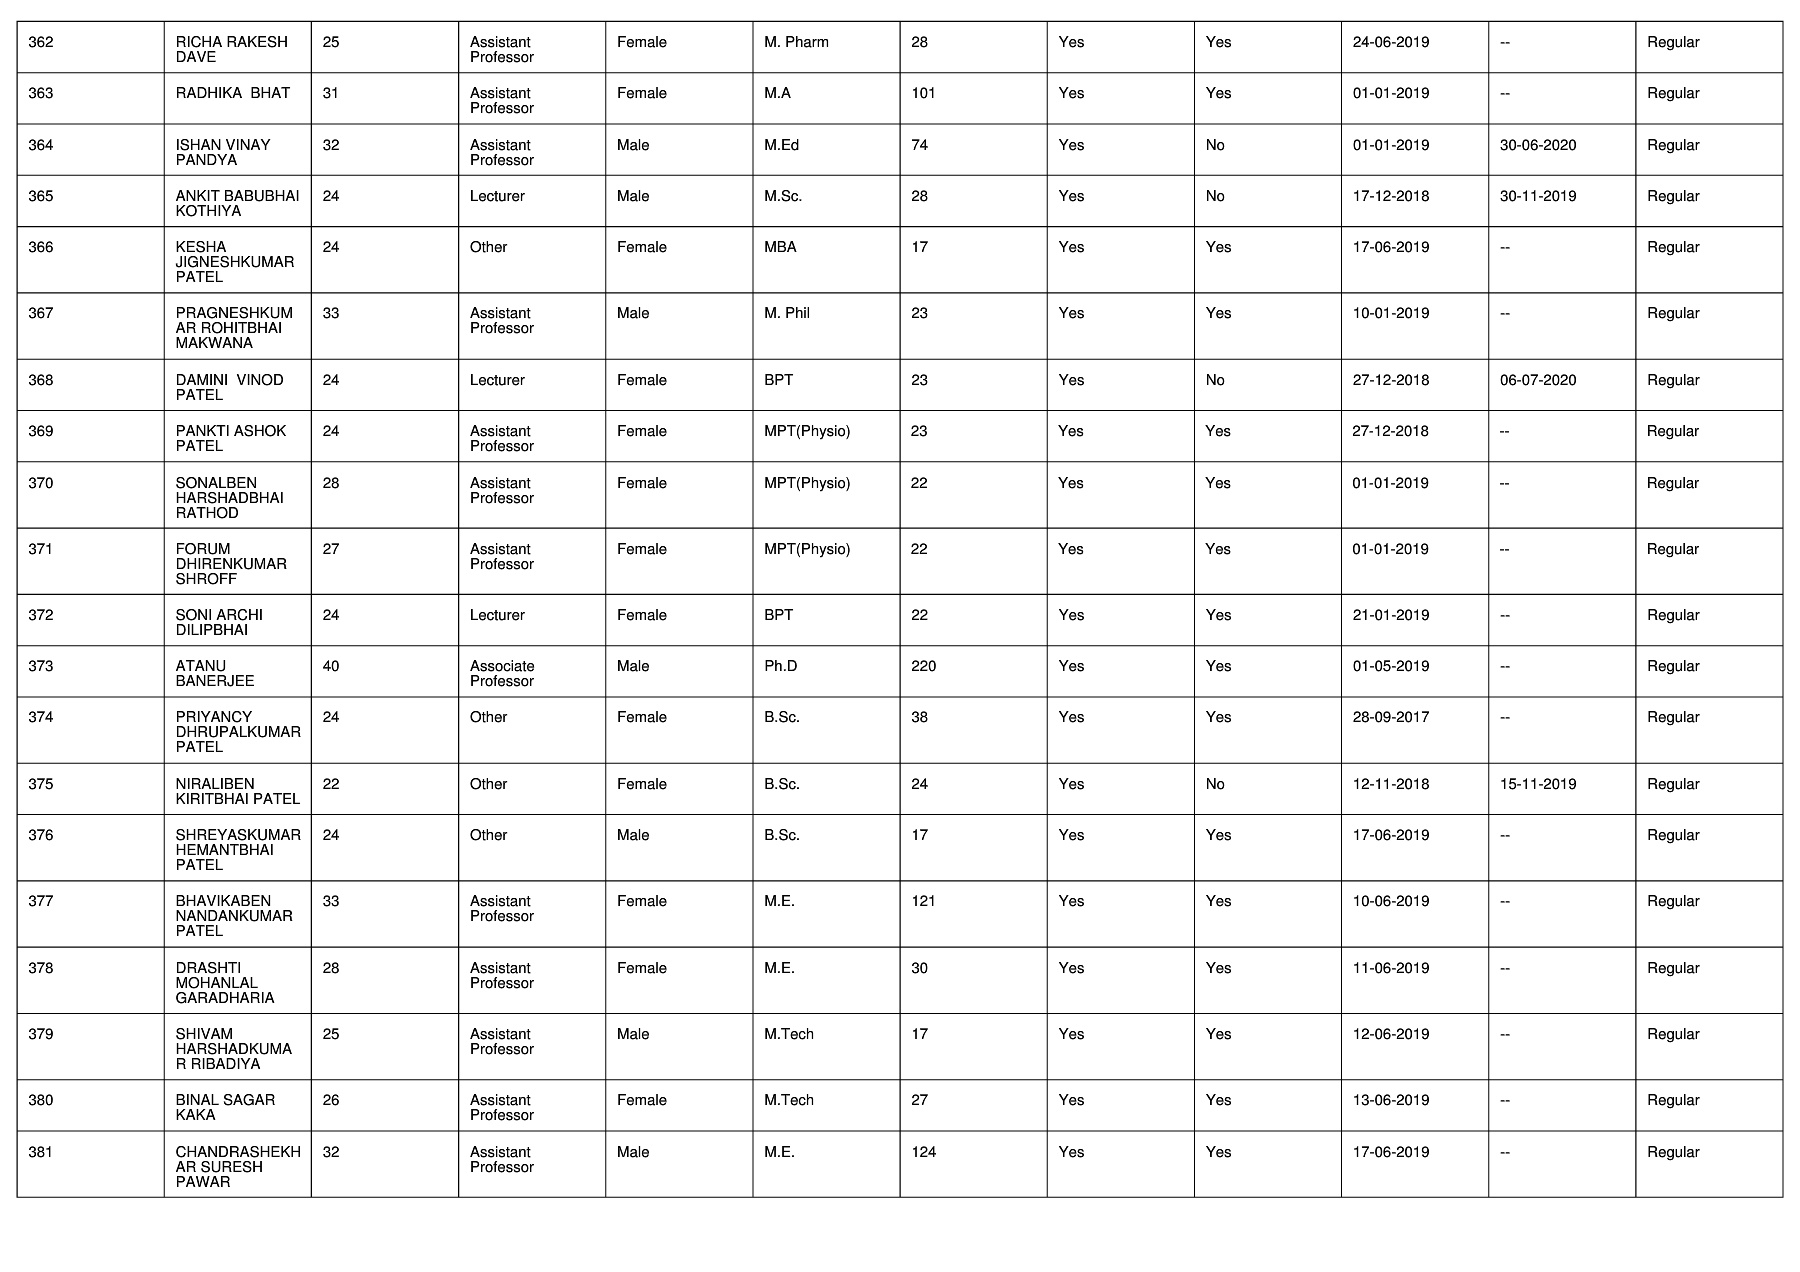 362 RICHA RAKESH 25 Assistant Female M. Pharm 28 Yes Yes 24-06-2019 -- Regular
DAVE Professor
363 RADHIKA BHAT 31 Assistant Female M.A 101 Yes Yes 01-01-2019 -- Regular
Professor
364 ISHAN VINAY 32 Assistant Male M.Ed 74 Yes No 01-01-2019 30-06-2020 Regular
PANDYA Professor
365 ANKIT BABUBHAI 24 Lecturer Male M.Sc. 28 Yes No 17-12-2018 30-11-2019 Regular
KOTHIYA
366 KESHA 24 Other Female MBA 17 Yes Yes 17-06-2019 -- Regular
JIGNESHKUMAR
PATEL
367 PRAGNESHKUM 33 Assistant Male M. Phil 23 Yes Yes 10-01-2019 -- Regular
AR ROHITBHAI Professor
MAKWANA
368 DAMINI VINOD 24 Lecturer Female BPT 23 Yes No 27-12-2018 06-07-2020 Regular
PATEL
369 PANKTI ASHOK 24 Assistant Female MPT(Physio) 23 Yes Yes 27-12-2018 -- Regular
PATEL Professor
370 SONALBEN 28 Assistant Female MPT(Physio) 22 Yes Yes 01-01-2019 -- Regular
HARSHADBHAI Professor
RATHOD
371 FORUM 27 Assistant Female MPT(Physio) 22 Yes Yes 01-01-2019 -- Regular
DHIRENKUMAR Professor
SHROFF
372 SONI ARCHI 24 Lecturer Female BPT 22 Yes Yes 21-01-2019 -- Regular
DILIPBHAI
373 ATANU 40 Associate Male Ph.D 220 Yes Yes 01-05-2019 -- Regular
BANERJEE Professor
374 PRIYANCY 24 Other Female B.Sc. 38 Yes Yes 28-09-2017 -- Regular
DHRUPALKUMAR
PATEL
375 NIRALIBEN 22 Other Female B.Sc. 24 Yes No 12-11-2018 15-11-2019 Regular
KIRITBHAI PATEL
376 SHREYASKUMAR 24 Other Male B.Sc. 17 Yes Yes 17-06-2019 -- Regular
HEMANTBHAI
PATEL
377 BHAVIKABEN 33 Assistant Female M.E. 121 Yes Yes 10-06-2019 -- Regular
NANDANKUMAR Professor
PATEL
378 DRASHTI 28 Assistant Female M.E. 30 Yes Yes 11-06-2019 -- Regular
MOHANLAL Professor
GARADHARIA
379 SHIVAM 25 Assistant Male M.Tech 17 Yes Yes 12-06-2019 -- Regular
HARSHADKUMA Professor
R RIBADIYA
380 BINAL SAGAR 26 Assistant Female M.Tech 27 Yes Yes 13-06-2019 -- Regular
KAKA Professor
381 CHANDRASHEKH 32 Assistant Male M.E. 124 Yes Yes 17-06-2019 -- Regular
AR SURESH Professor
PAWAR